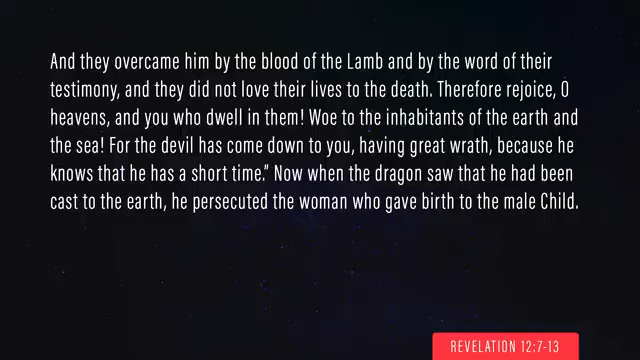 And they overcame him by the blood of the Lamb and by the word of their
testimony, and they did not love their lives to the death. Therefore rejoice, O
heavens, and you who dwell in them! Woe to the inhabitants of the earth and
the sea! For the devil has come down to you, having great wrath, because he
knows that he has a short time.” Now when the dragon saw that he had been
cast to the earth, he persecuted the woman who gave birth to the male Child.
REVELATION 12:7-13